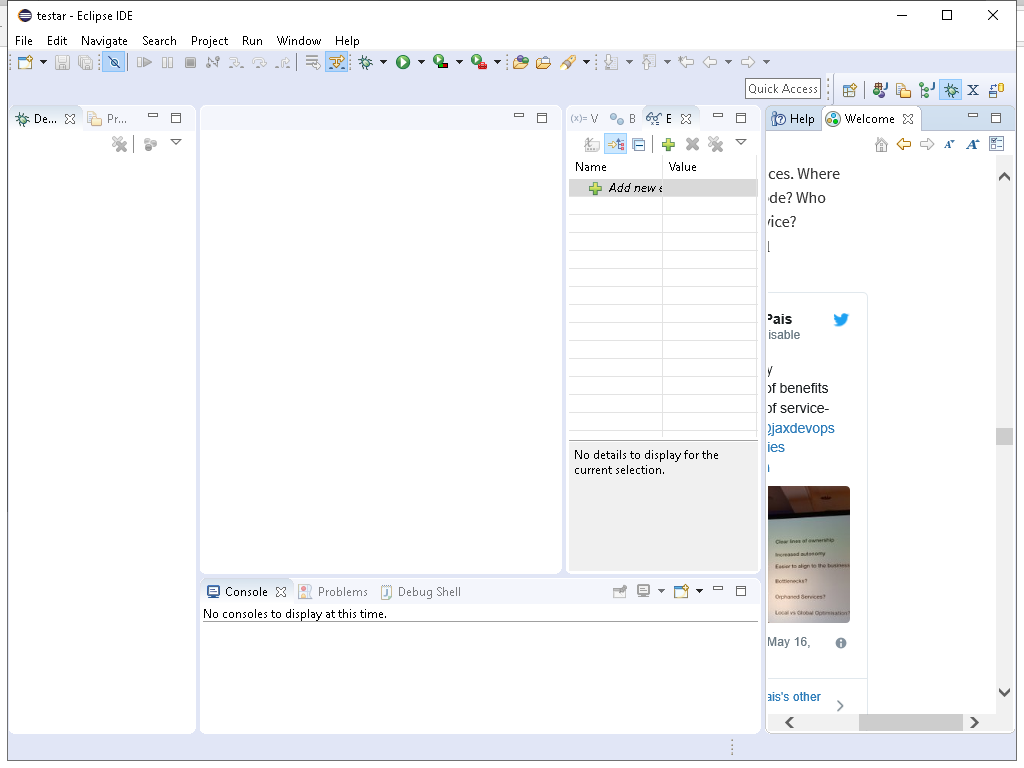 testar - Eclipse IDE
File Edit Navigate Search Project Run Window Help
Quick Access
De... Pr... (x)= V B E Help Welcome
Name Value
Add new e
No details to display for the
current selection.
Console Problems Debug Shell
No consoles to display at this time.
ces. Where
de? Who
vice?
Pais
isable
y
of benefits
of service-
@jaxdevops
ies
Clear lines of ownership
Increased autonomy
Easier to align to the business
Bottlenecks?
Orphaned Services?
Local vs Global Optimisation?
May 16,
ais's other